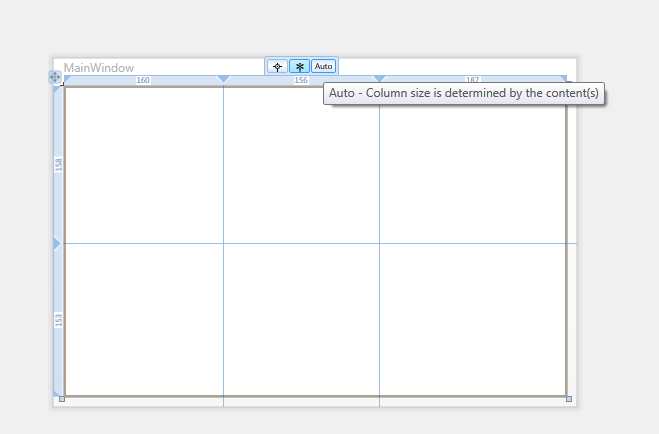 MainWindow
Auto
160
156
187
Auto - Column size is determined by the content(s)
158
153